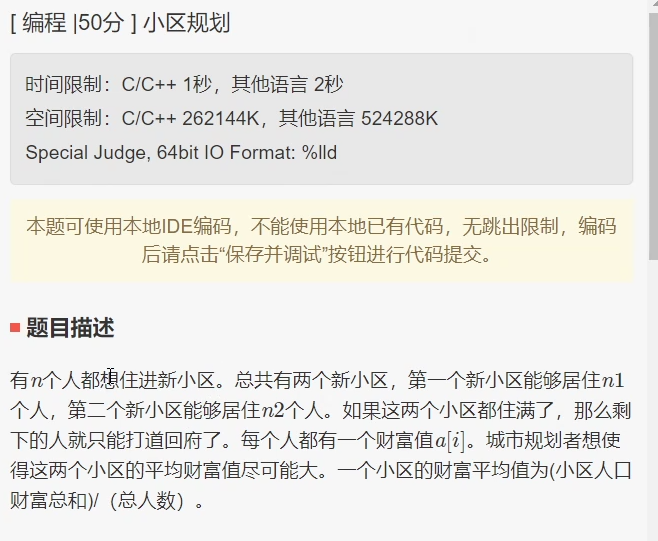 [ 编程 |50分 ] 小区规划
时间限制：C/C++ 1秒，其他语言 2秒
空间限制：C/C++ 262144K，其他语言 524288K
Special Judge, 64bit IO Format: %lld
本题可使用本地IDE编码，不能使用本地已有代码，无跳出限制，编码
后请点击“保存并调试”按钮进行代码提交。
题目描述
有n个人都想住进新小区。总共有两个新小区，第一个新小区能够居住n1
个人，第二个新小区能够居住n2个人。如果这两个小区都住满了，那么剩
下的人就只能打道回府了。每个人都有一个财富值a[i]。城市规划者想使
得这两个小区的平均财富值尽可能大。一个小区的财富平均值为(小区人口
财富总和)/（总人数）。